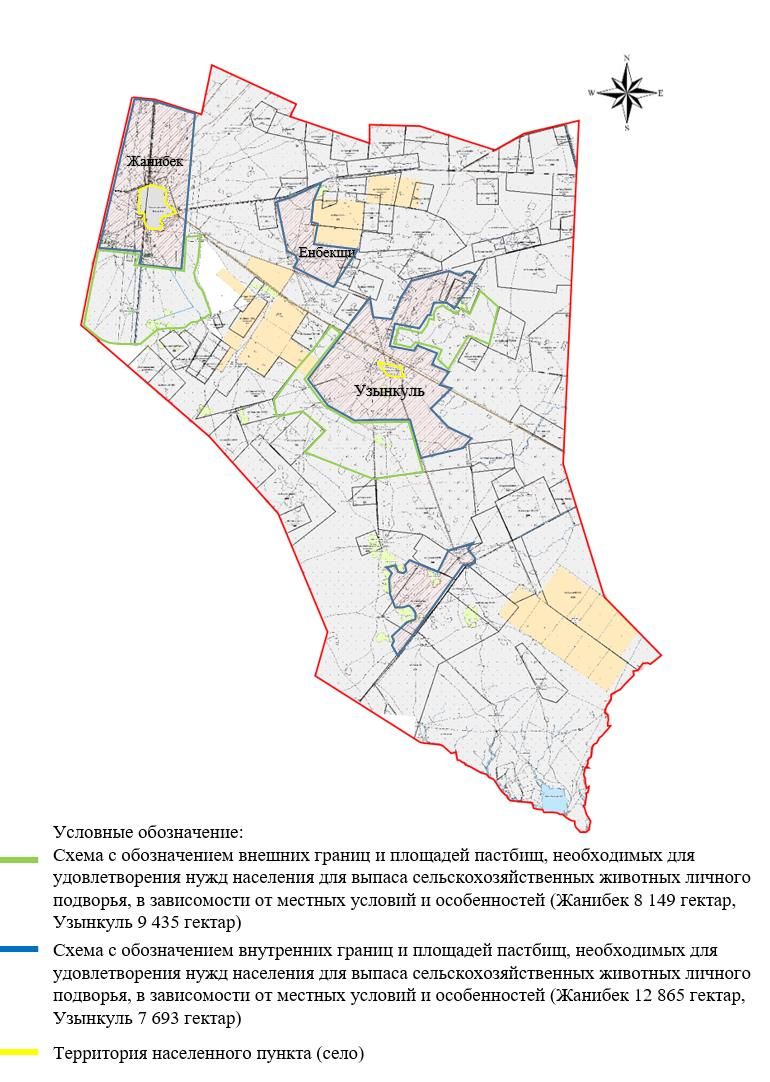 N
W E
S
Жанибек
Енбекши
Узынкуль
Условные обозначение:
Схема с обозначением внешних границ и площадей пастбищ, необходимых для
удовлетворения нужд населения для выпаса сельскохозяйственных животных личного
подворья, в зависимости от местных условий и особенностей (Жанибек 8 149 гектар,
Узынкуль 9 435 гектар)
Схема с обозначением внутренних границ и площадей пастбищ, необходимых для
удовлетворения нужд населения для выпаса сельскохозяйственных животных личного
подворья, в зависимости от местных условий и особенностей (Жанибек 12 865 гектар,
Узынкуль 7 693 гектар)
Территория населенного пункта (село)